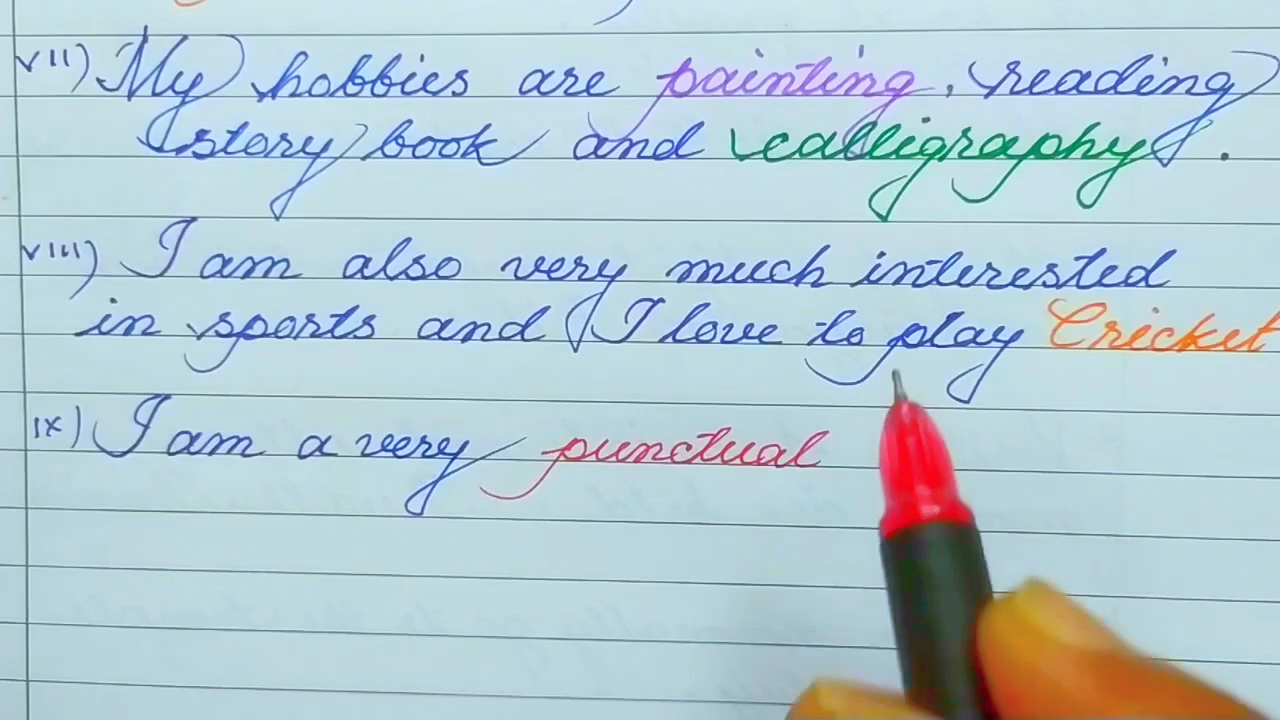 vii) My hobbies are painting, reading
story book and calligraphy.
viii) I am also very much interested
in sports and I love to play Cricket
ix) I am a very punctual